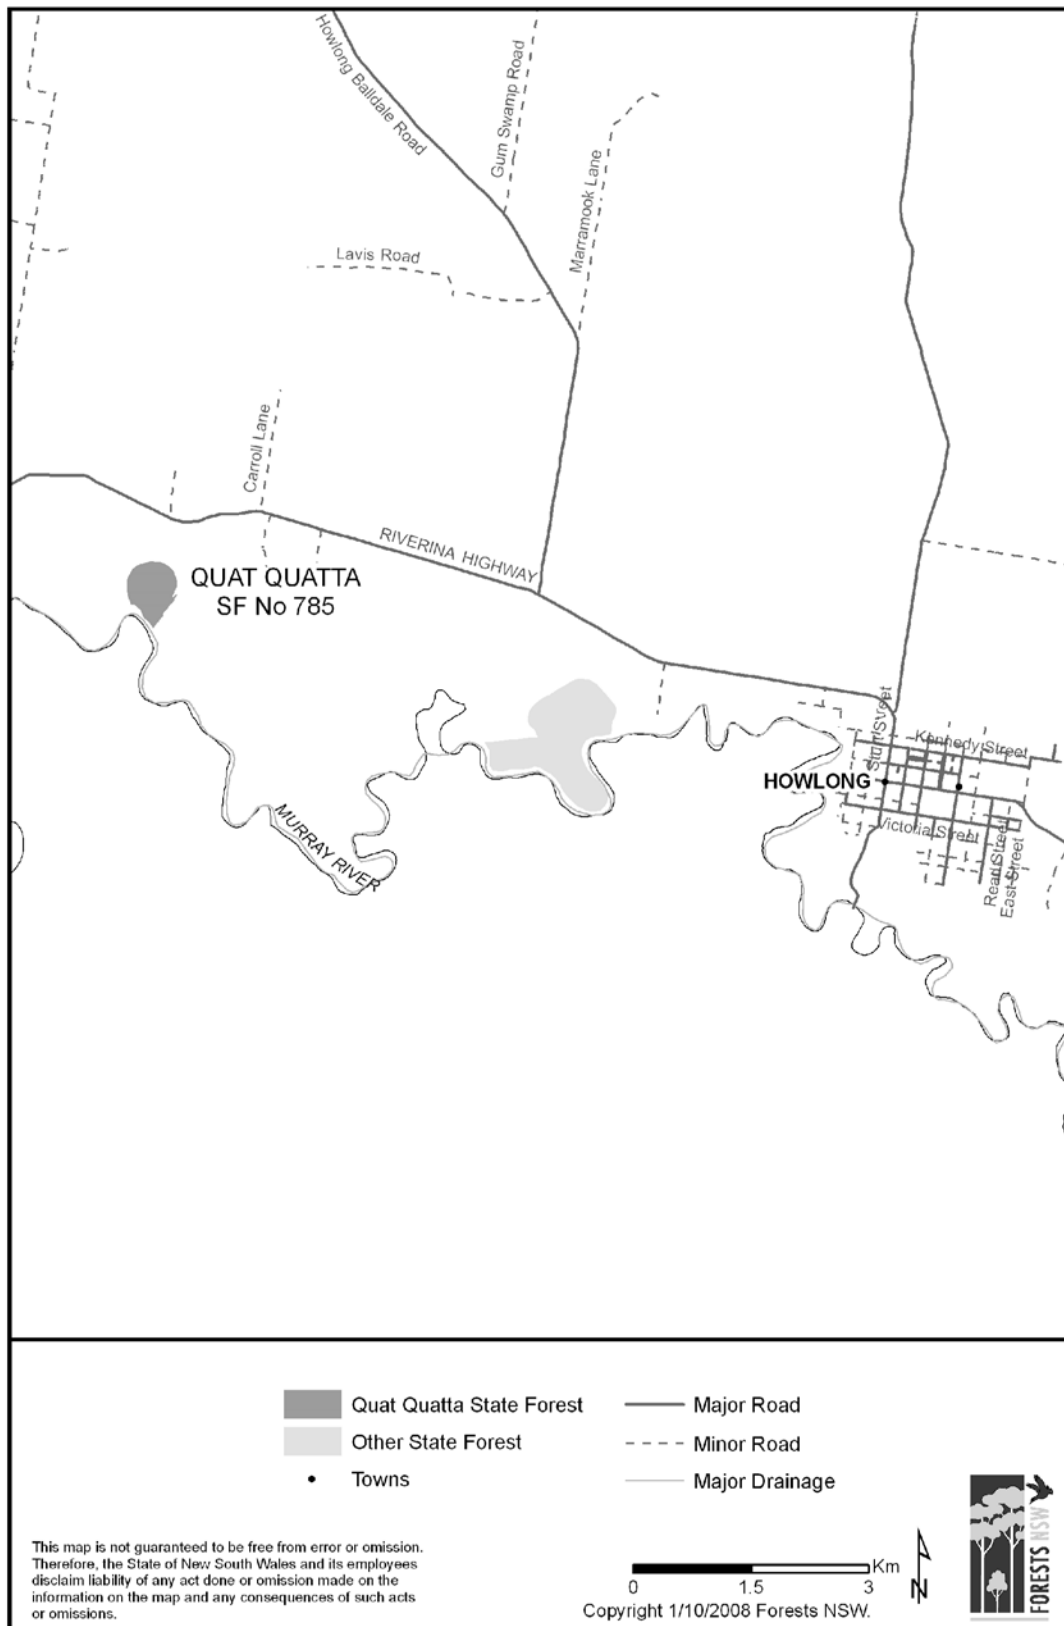 Howlong Balldale Road
Gum Swamp Road
Marramook Lane
Lavis Road
Carroll Lane
RIVERINA HIGHWAY
QUAT QUATTA
SF No 785
Sturt Street
Kennedy Street
HOWLONG
Victoria Street
MURRAY RIVER
Read Street
East Street
Quat Quatta State Forest
Major Road
Other State Forest
Minor Road
Towns
Major Drainage
This map is not guaranteed to be free from error or omission.
Therefore, the State of New South Wales and its employees
disclaim liability of any act done or omission made on the
information on the map and any consequences of such acts
or omissions.
Km
0 1.5 3
Copyright 1/10/2008 Forests NSW.
N
FORESTS NSW